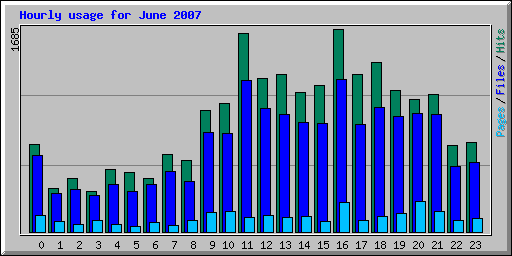 Hourly usage for June 2007
1685
Pages / Files / Hits
0 1 2 3 4 5 6 7 8 9 10 11 12 13 14 15 16 17 18 19 20 21 22 23